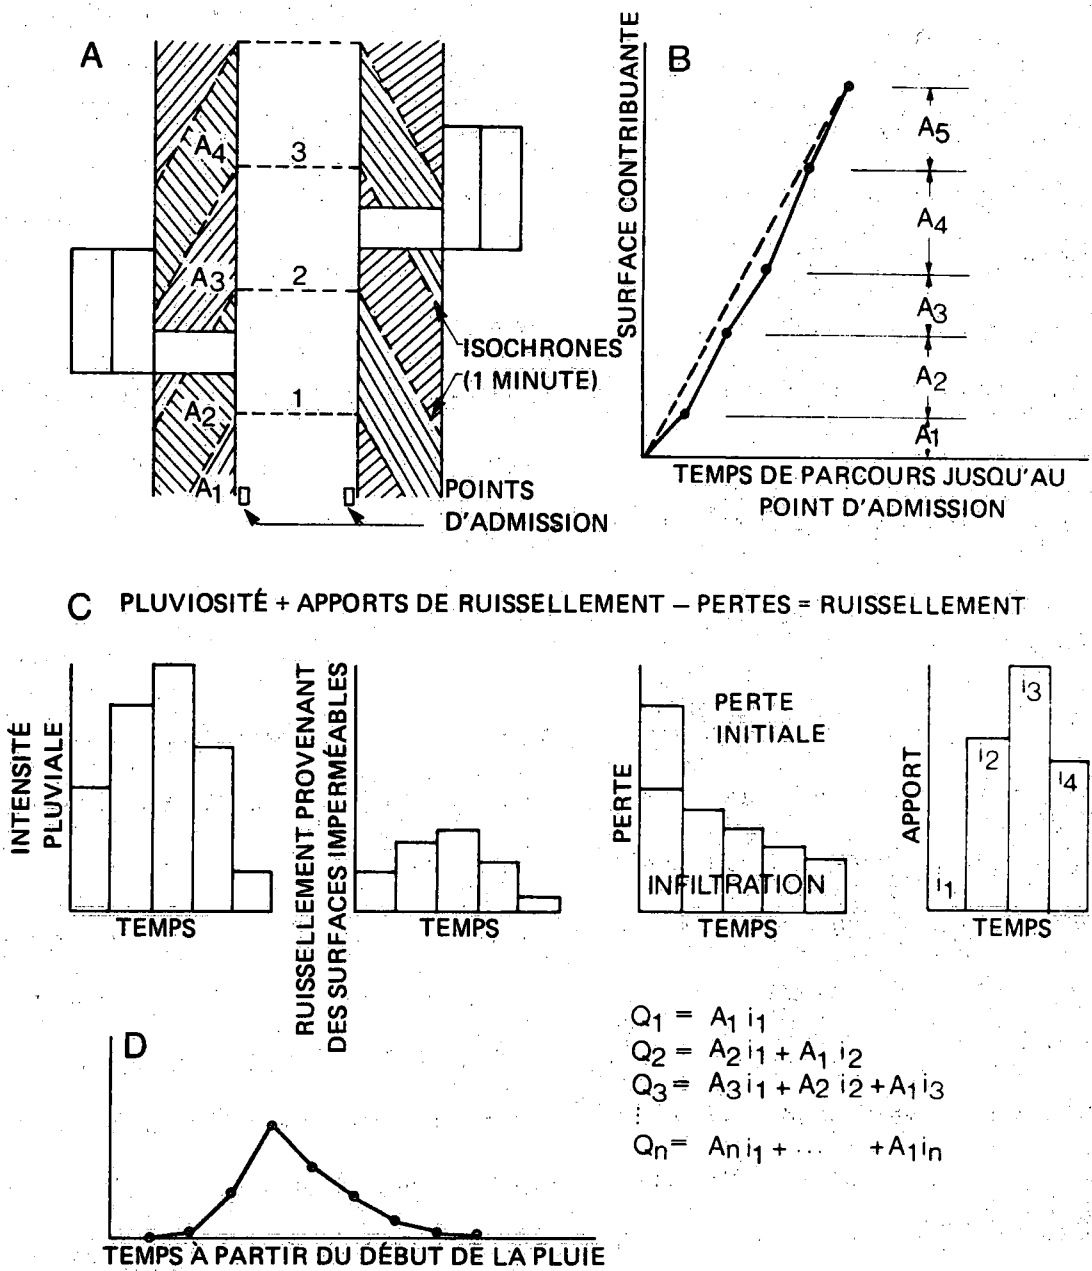 A
A4
3
A3
2
A2
1
A1
ISOCHRONES
(1 MINUTE)
POINTS
D'ADMISSION
B
SURFACE CONTRIBUANTE
A5
A4
A3
A2
A1
TEMPS DE PARCOURS JUSQU'AU
POINT D'ADMISSION
C PLUVIOSITÉ + APPORTS DE RUISSELLEMENT – PERTES = RUISSELLEMENT
INTENSITÉ
PLUVIALE
TEMPS
RUISSELLEMENT PROVENANT
DES SURFACES IMPERMÉABLES
TEMPS
PERTE
PERTE
INITIALE
INFILTRATION
TEMPS
APPORT
i1
i2
i3
i4
TEMPS
Q1 = A1 i1
Q2 = A2 i1 + A1 i2
Q3 = A3 i1 + A2 i2 + A1 i3
⋮
Qn = An i1 + ... + A1 in
D
TEMPS À PARTIR DU DÉBUT DE LA PLUIE